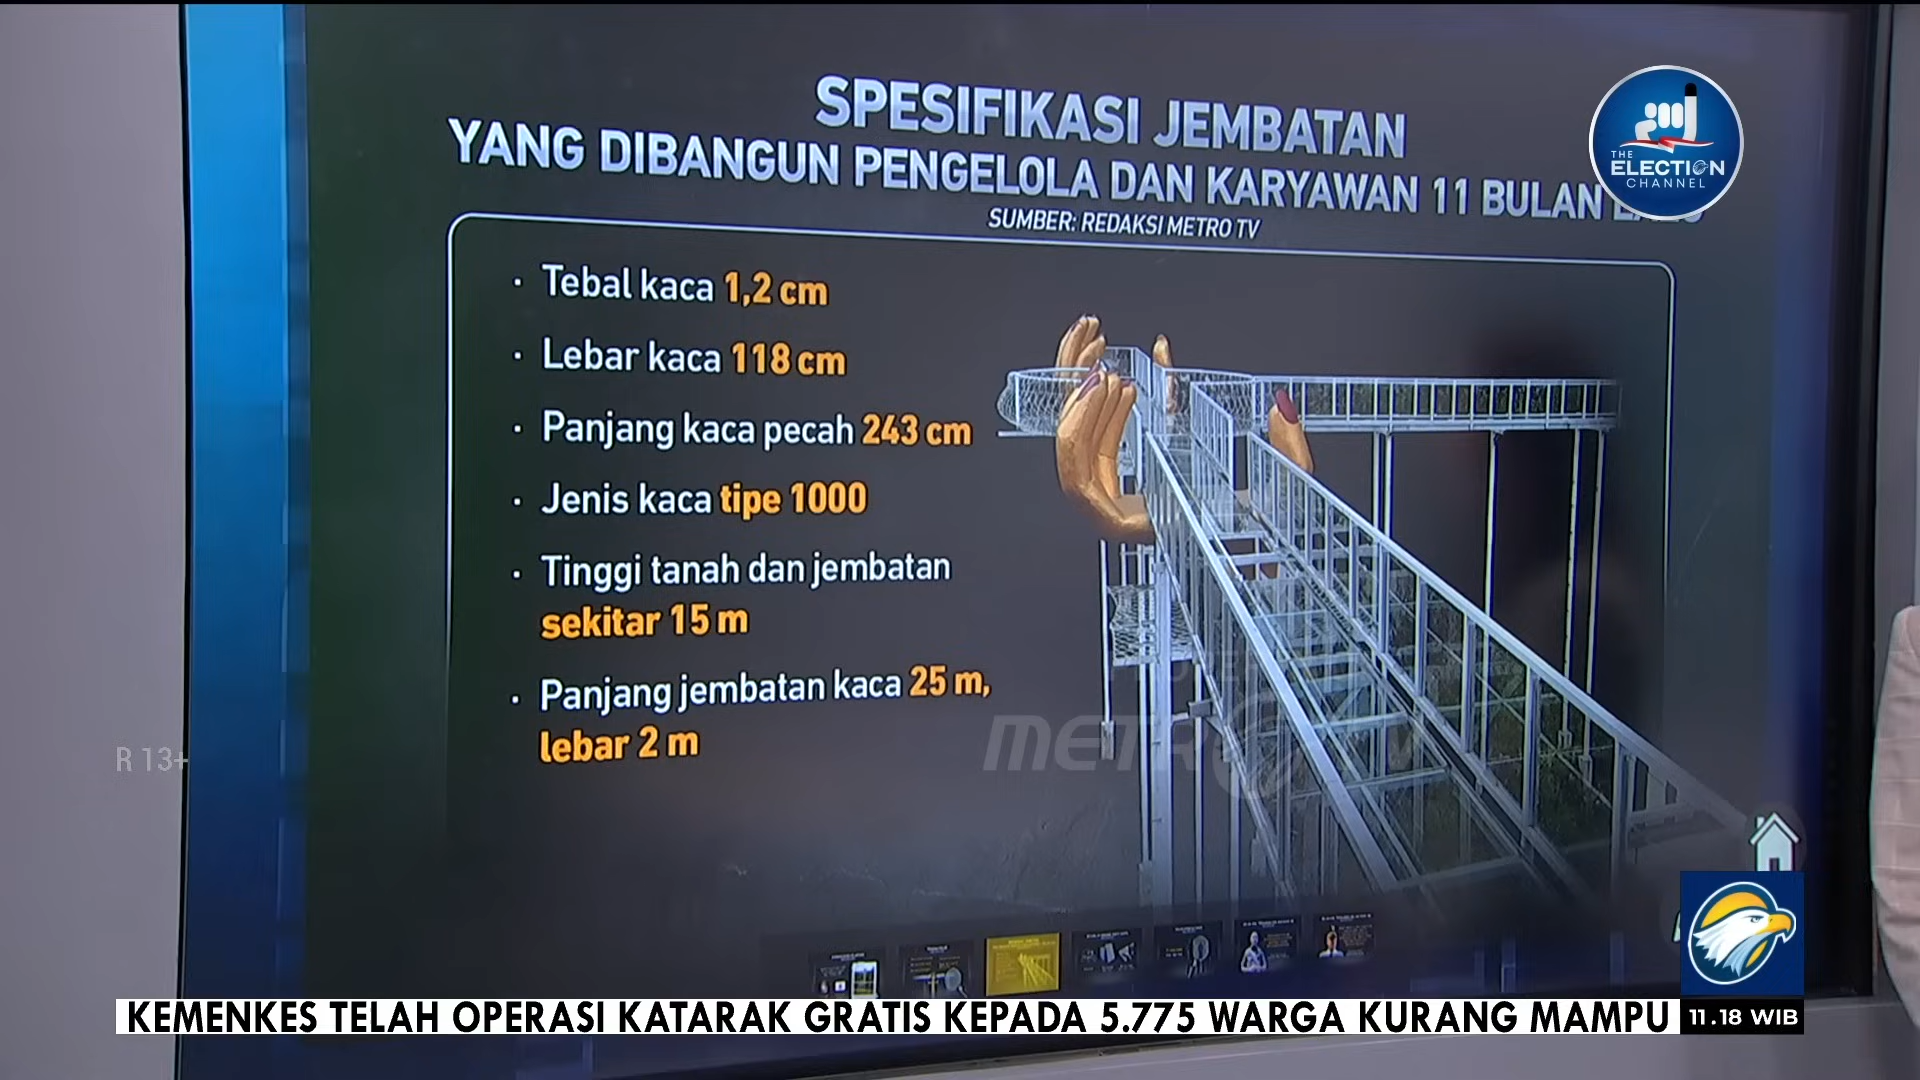 SPESIFIKASI JEMBATAN
YANG DIBANGUN PENGELOLA DAN KARYAWAN 11 BULAN
SUMBER: REDAKSI METRO TV
THE
ELECTION
CHANNEL
· Tebal kaca 1,2 cm
· Lebar kaca 118 cm
· Panjang kaca pecah 243 cm
· Jenis kaca tipe 1000
· Tinggi tanah dan jembatan
sekitar 15 m
· Panjang jembatan kaca 25 m,
lebar 2 m
METRO TV
R 13+
KEMENKES TELAH OPERASI KATARAK GRATIS KEPADA 5.775 WARGA KURANG MAMPU
11.18 WIB